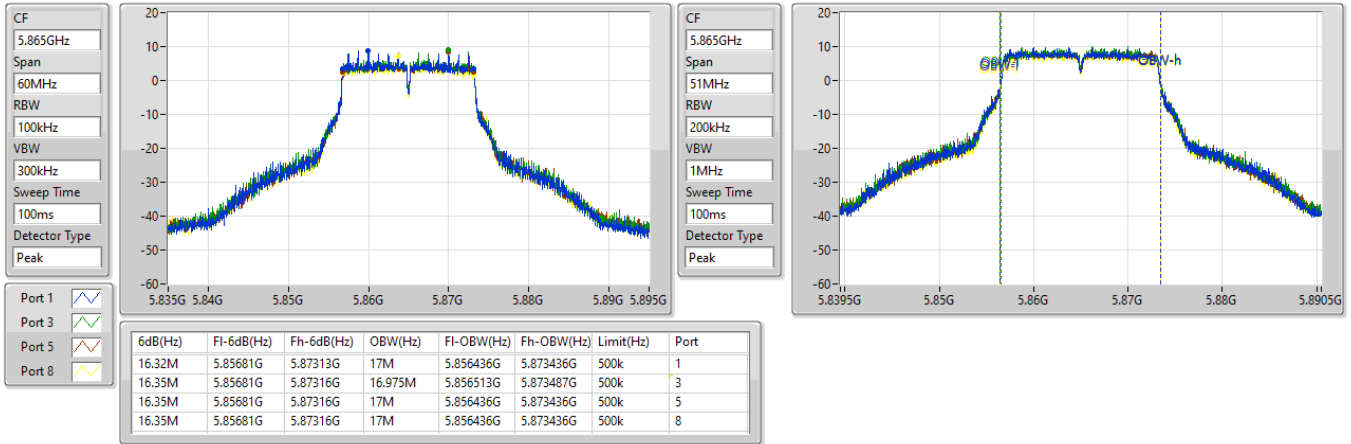 CF
5.865GHz
Span
60MHz
RBW
100kHz
VBW
300kHz
Sweep Time
100ms
Detector Type
Peak
20
10
0
-10
-20
-30
-40
-50
-60
5.835G 5.84G 5.85G 5.86G 5.87G 5.88G 5.89G 5.895G
CF
5.865GHz
Span
51MHz
RBW
200kHz
VBW
1MHz
Sweep Time
100ms
Detector Type
Peak
20
10
0
-10
-20
-30
-40
-50
-60
OBW-l OBW-h
5.8395G 5.85G 5.86G 5.87G 5.88G 5.8905G
Port 1
Port 3
Port 5
Port 8
6dB(Hz) Fl-6dB(Hz) Fh-6dB(Hz) OBW(Hz) Fl-OBW(Hz) Fh-OBW(Hz) Limit(Hz) Port
16.32M 5.85681G 5.87313G 17M 5.856436G 5.873436G 500k 1
16.35M 5.85681G 5.87316G 16.975M 5.856513G 5.873487G 500k 3
16.35M 5.85681G 5.87316G 17M 5.856436G 5.873436G 500k 5
16.35M 5.85681G 5.87316G 17M 5.856436G 5.873436G 500k 8